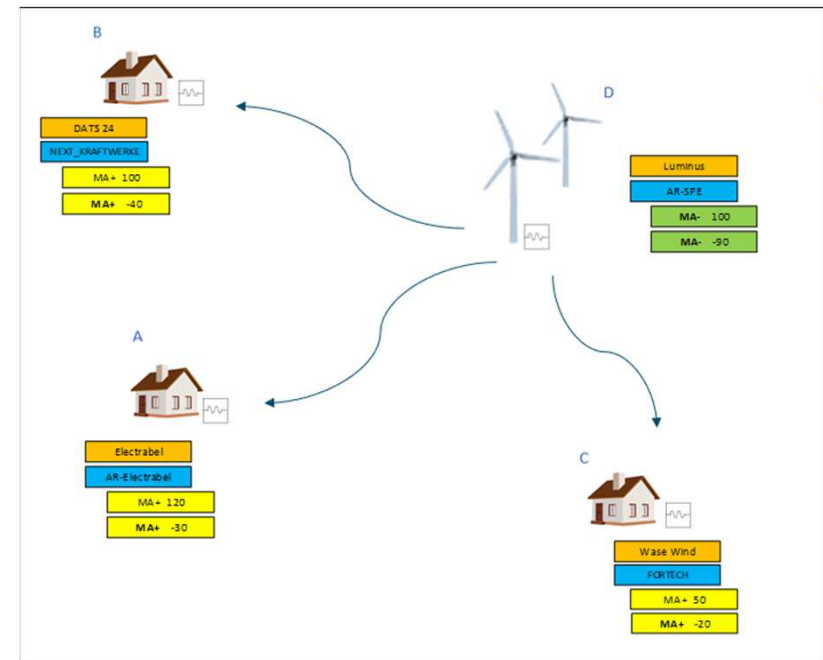 B
DATS 24
NEXT_KRAFTWERKE
MA+ 100
MA+ -40
D
Luminus
AR-SPE
MA- 100
MA- -90
A
Electrabel
AR-Electrabel
MA+ 120
MA+ -30
C
Wase Wind
FORTECH
MA+ 50
MA+ -20